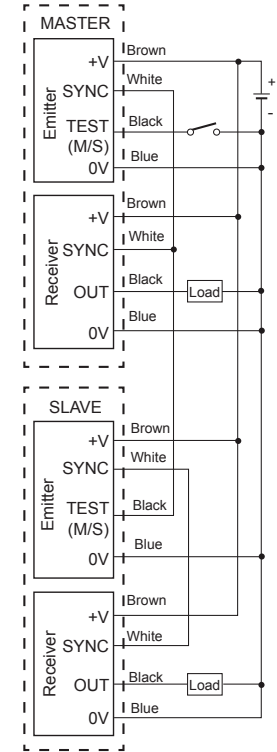 MASTER
Emitter
+V Brown
SYNC White
TEST Black
(M/S)
0V Blue
+
-
Receiver
+V Brown
SYNC White
OUT Black Load
0V Blue
SLAVE
Emitter
+V Brown
SYNC White
TEST Black
(M/S)
0V Blue
Receiver
+V Brown
SYNC White
OUT Black Load
0V Blue